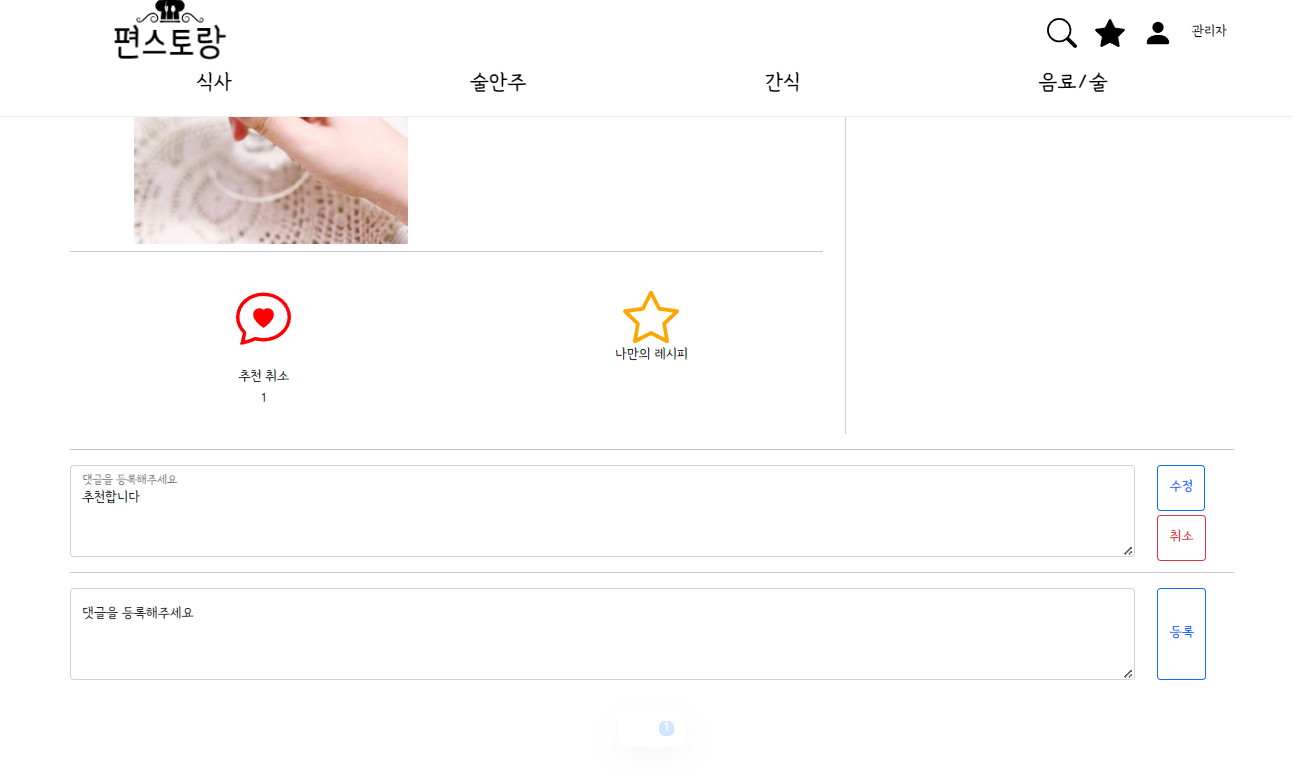 편스토랑
관리자
식사 술안주 간식 음료/술
추천 취소
1
나만의 레시피
댓글을 등록해주세요
추천합니다
수정
취소
댓글을 등록해주세요
등록
1